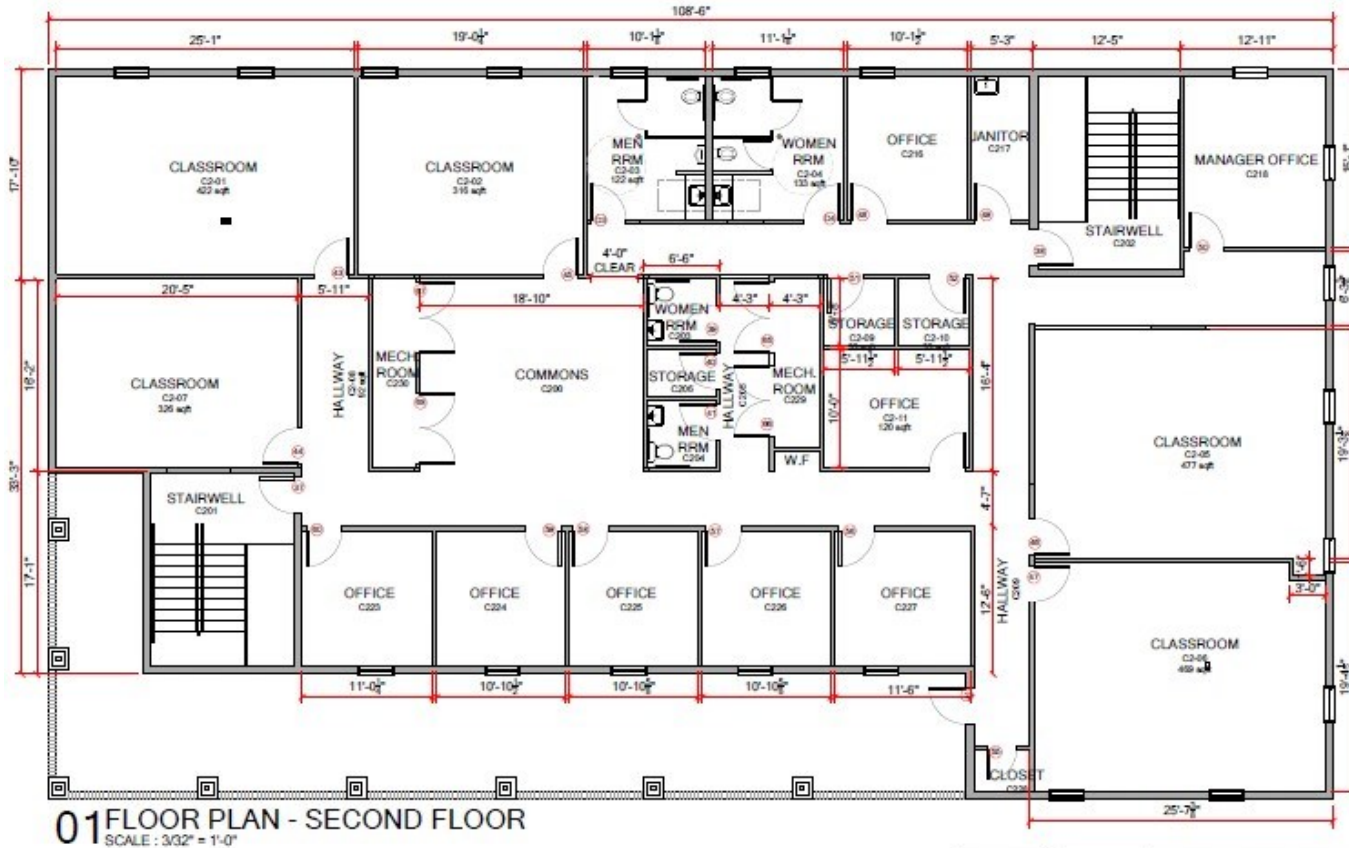 108'-6"
25'-1"
19'-0¼"
10'-1⅛"
11'-1⅛"
10'-1½"
5'-3"
12'-5"
12'-11"
17'-10"
CLASSROOM
C2-01
422 sqft
CLASSROOM
C2-02
316 sqft
MEN
RRM
C2-03
122 sqft
WOMEN
RRM
C2-04
133 sqft
OFFICE
C216
JANITOR
C217
STAIRWELL
C202
MANAGER OFFICE
C218
4'-0"
CLEAR
6'-6"
20'-5"
5'-11"
18'-10"
4'-3"
4'-3"
16'-2"
33'-3"
CLASSROOM
C2-07
326 sqft
HALLWAY
MECH.
ROOM
C230
COMMONS
C200
WOMEN
RRM
C203
STORAGE
C206
MEN
RRM
C204
HALLWAY
C205
MECH.
ROOM
C229
W.F
STORAGE
C2-09
STORAGE
C2-10
5'-11½"
5'-11½"
10'-0"
OFFICE
C2-11
120 sqft
16'-4"
4'-7"
CLASSROOM
C2-05
477 sqft
STAIRWELL
C201
17'-1"
OFFICE
C223
OFFICE
C224
OFFICE
C225
OFFICE
C226
OFFICE
C227
12'-6"
HALLWAY
C209
3'-0"
CLASSROOM
C2-06
469 sqft
11'-0¼"
10'-10½"
11'-6"
CLOSET
25'-7⅜"
01 FLOOR PLAN - SECOND FLOOR
SCALE : 3/32" = 1'-0"